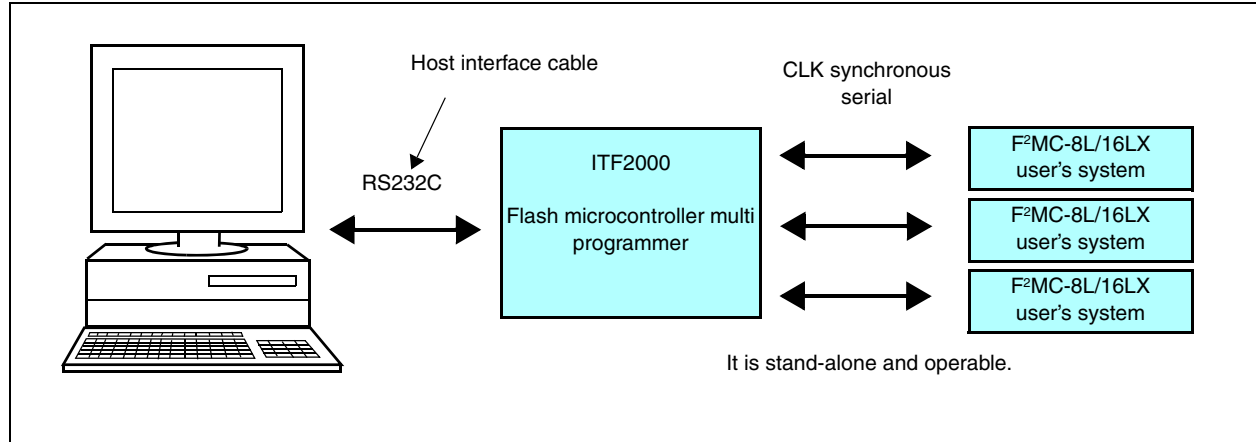 Host interface cable
RS232C
ITF2000
Flash microcontroller multi
programmer
CLK synchronous
serial
F²MC-8L/16LX
user's system
F²MC-8L/16LX
user's system
F²MC-8L/16LX
user's system
It is stand-alone and operable.